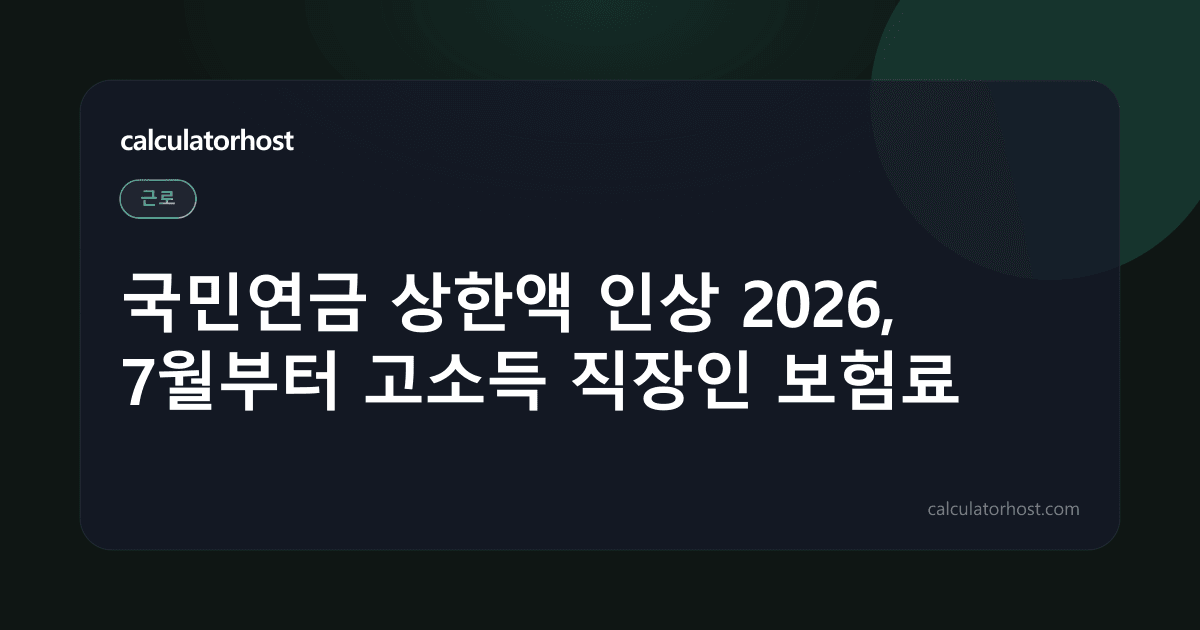 calculatorhost
근로
국민연금 상한액 인상 2026,
7월부터 고소득 직장인 보험료
calculatorhost.com